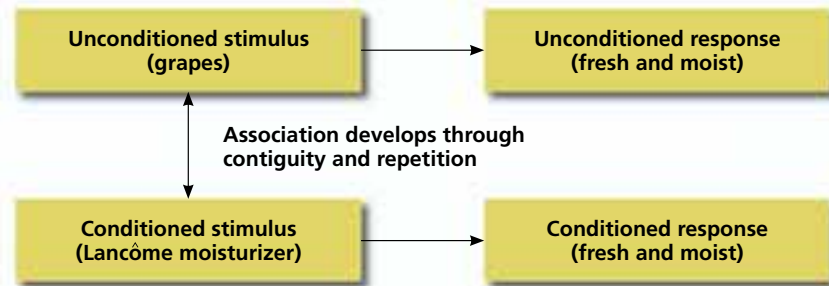 Unconditioned stimulus
(grapes)
Unconditioned response
(fresh and moist)
Association develops through
contiguity and repetition
Conditioned stimulus
(Lancôme moisturizer)
Conditioned response
(fresh and moist)